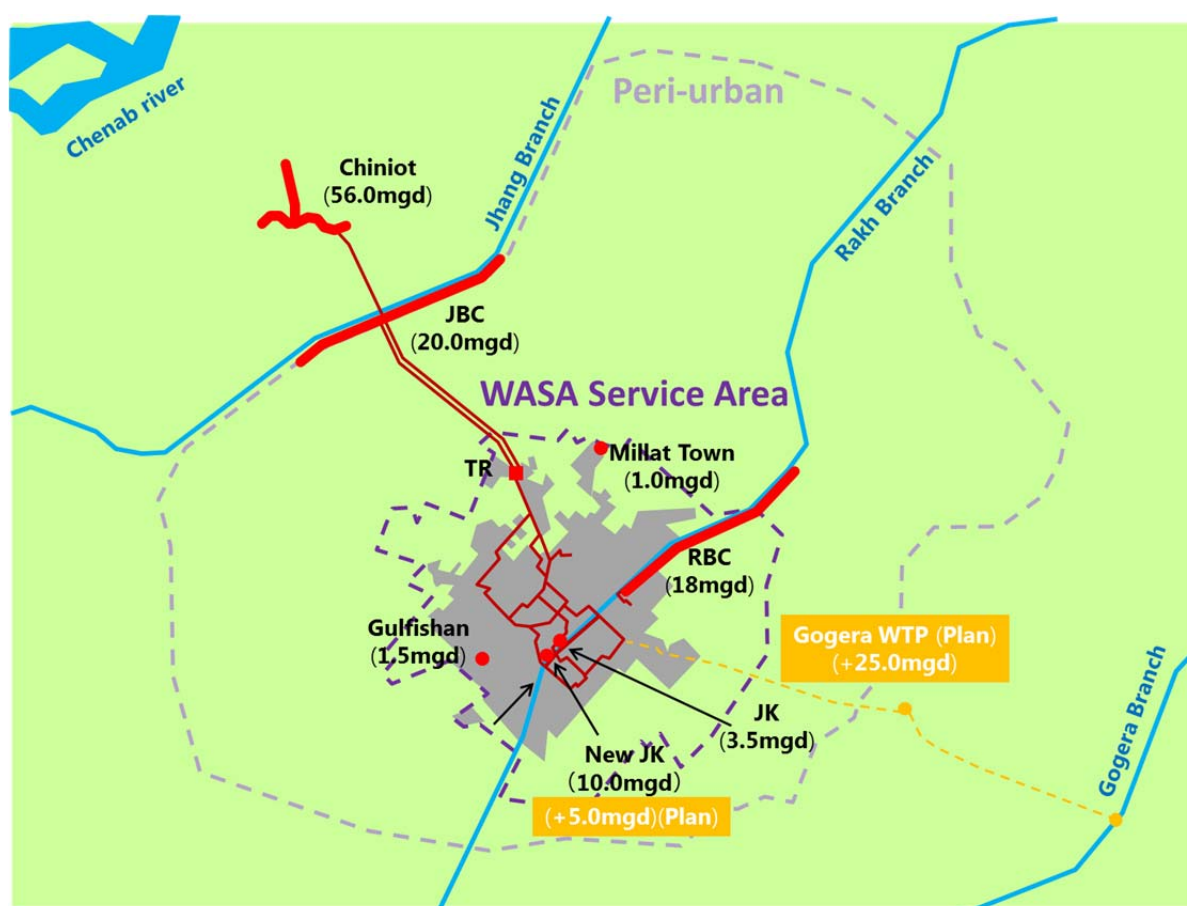 Peri-urban
Chenab river
Jhang Branch
Rakh Branch
Chiniot
(56.0mgd)
JBC
(20.0mgd)
WASA Service Area
TR
Millat Town
(1.0mgd)
RBC
(18mgd)
Gulfishan
(1.5mgd)
Gogera WTP (Plan)
(+25.0mgd)
JK
(3.5mgd)
New JK
(10.0mgd)
(+5.0mgd)(Plan)
Gogera Branch